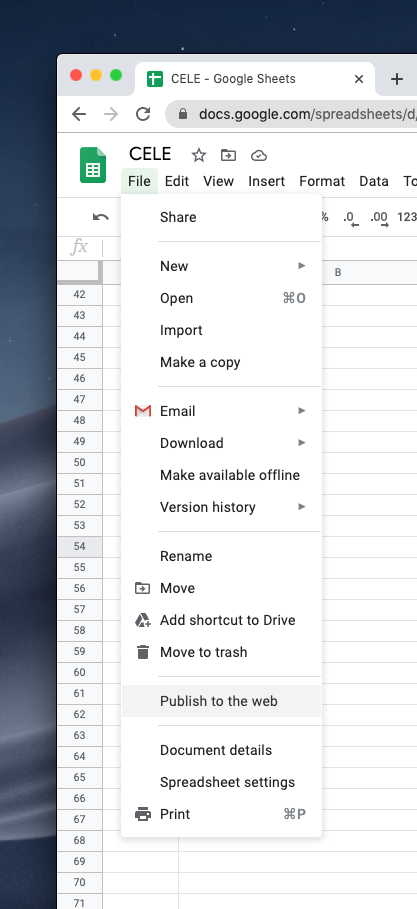 CELE - Google Sheets
docs.google.com/spreadsheets/d/
CELE
File Edit View Insert Format Data To
% .0 .00 123
fx
B
Share
New
Open ⌘O
Import
Make a copy
Email
Download
Make available offline
Version history
Rename
Move
Add shortcut to Drive
Move to trash
Publish to the web
Document details
Spreadsheet settings
Print ⌘P
42
43
44
45
46
47
48
49
50
51
52
53
54
55
56
57
58
59
60
61
62
63
64
65
66
67
68
69
70
71